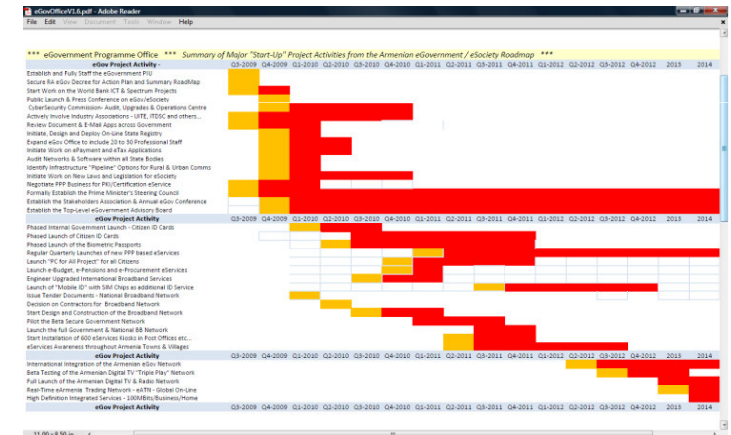 eGovOfficeV1.6.pdf - Adobe Reader
File Edit View Document Tools Window Help
*** eGovernment Programme Office *** Summary of Major "Start-Up" Project Activities from the Armenian eGovernment / eSociety Roadmap ***
eGov Project Activity - Q3-2009 Q4-2009 Q1-2010 Q2-2010 Q3-2010 Q4-2010 Q1-2011 Q2-2011 Q3-2011 Q4-2011 Q1-2012 Q2-2012 Q3-2012 Q4-2012 2013 2014
Establish and Fully Staff the eGovernment PIU
Secure RA eGov Decree for Action Plan and Summary RoadMap
Start Work on the World Bank ICT & Spectrum Projects
Public Launch & Press Conference on eGov/eSociety
CyberSecurity Commission- Audit, Upgrades & Operations Centre
Actively Involve Industry Associations - UITE, ITDSC and others...
Review Document & E-Mail Apps across Government
Initiate, Design and Deploy On-Line State Registry
Expand eGov Office to include 20 to 30 Professional Staff
Initiate Work on ePayment and eTax Applications
Audit Networks & Software within all State Bodies
Identify Infrastructure "Pipeline" Options for Rural & Urban Comms
Initiate Work on New Laws and Legislation for eSociety
Negotiate PPP Business for PKI/Certification eService
Formally Establish the Prime Minister's Steering Council
Establish the Stakeholders Association & Annual eGov Conference
Establish the Top-Level eGovernment Advisory Board
eGov Project Activity Q3-2009 Q4-2009 Q1-2010 Q2-2010 Q3-2010 Q4-2010 Q1-2011 Q2-2011 Q3-2011 Q4-2011 Q1-2012 Q2-2012 Q3-2012 Q4-2012 2013 2014
Phased Internal Government Launch - Citizen ID Cards
Phased Launch of Citizen ID Cards
Phased Launch of the Biometric Passports
Regular Quarterly Launches of new PPP based eServices
Launch "PC for All Project" for all Citizens
Launch e-Budget, e-Pensions and e-Procurement eServices
Engineer Upgraded International Broadband Services
Launch of "Mobile ID" with SIM Chips as additional ID Service
Issue Tender Documents - National Broadband Network
Decision on Contractors for Broadband Network
Start Design and Construction of the Broadband Network
Pilot the Beta Secure Government Network
Launch the full Government & National BB Network
Start Installation of 600 eServices Kiosks in Post Offices etc...
eServices Awareness throughout Armenia Towns & Villages
eGov Project Activity Q3-2009 Q4-2009 Q1-2010 Q2-2010 Q3-2010 Q4-2010 Q1-2011 Q2-2011 Q3-2011 Q4-2011 Q1-2012 Q2-2012 Q3-2012 Q4-2012 2013 2014
International Integration of the Armenian eGov Network
Beta Testing of the Armenian Digital TV "Triple Play" Network
Full Launch of the Armenian Digital TV & Radio Network
Real-Time eArmenia Trading Network - eATN - Global On-Line
High Definition Integrated Services - 100MBits/Business/Home
eGov Project Activity Q3-2009 Q4-2009 Q1-2010 Q2-2010 Q3-2010 Q4-2010 Q1-2011 Q2-2011 Q3-2011 Q4-2011 Q1-2012 Q2-2012 Q3-2012 Q4-2012 2013 2014
11.00 x 8.50 in